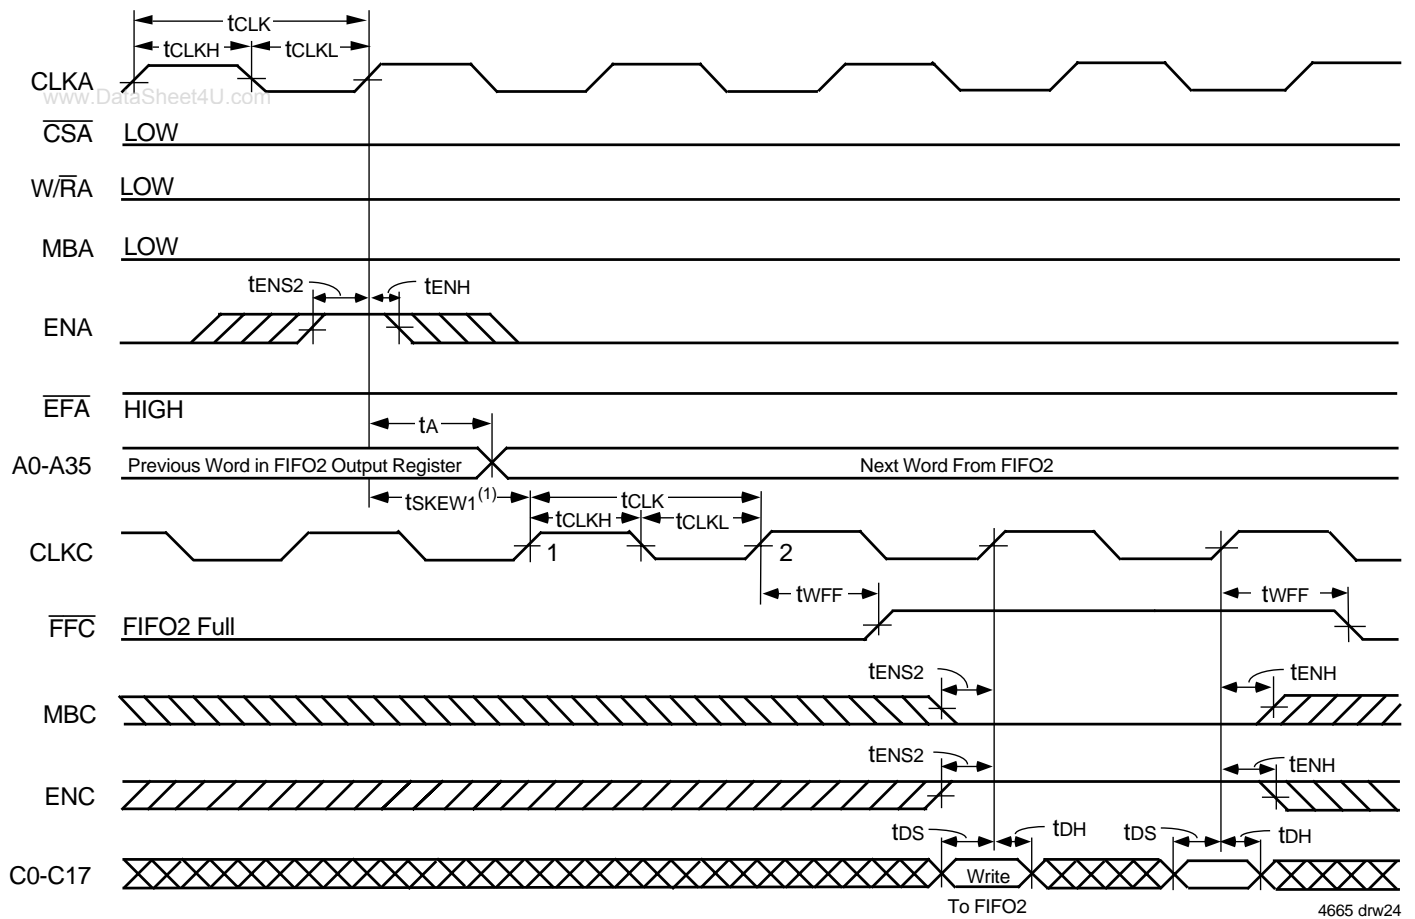 tCLK
tCLKH
tCLKL
CLKA
www.DataSheet4U.com
CSA
LOW
W/RA
LOW
MBA
LOW
tENS2
tENH
ENA
EFA
HIGH
tA
A0-A35
Previous Word in FIFO2 Output Register
Next Word From FIFO2
tSKEW1(1)
tCLK
tCLKH
tCLKL
CLKC
1
2
tWFF
tWFF
FFC
FIFO2 Full
tENS2
tENH
MBC
tENS2
tENH
ENC
tDS
tDH
tDS
tDH
C0-C17
Write
To FIFO2
4665 drw24